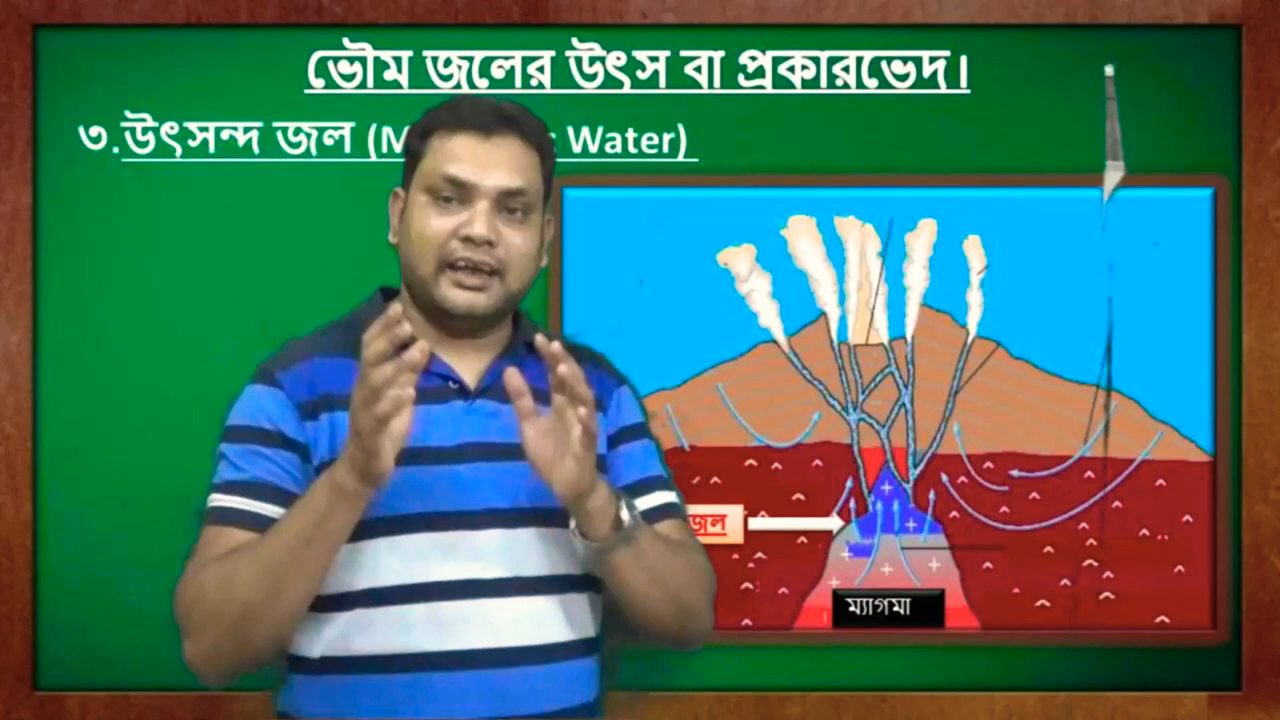 ভৌম জলের উৎস বা প্রকারভেদ।
৩.উৎসন্দ জল (M Water)
জল
ম্যাগমা